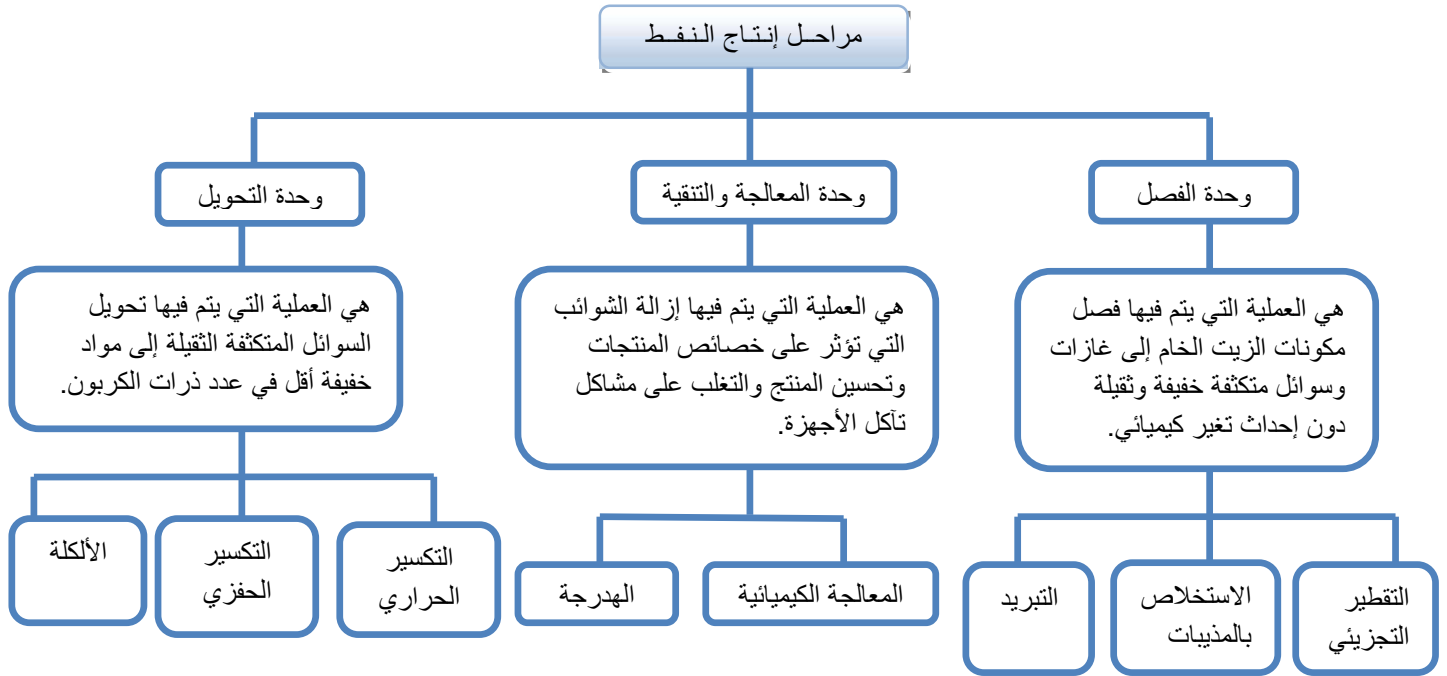 مراحل إنتاج النفط
وحدة الفصل
هي العملية التي يتم فيها فصل
مكونات الزيت الخام إلى غازات
وسوائل متكثفة خفيفة وثقيلة
دون إحداث تغير كيميائي.
التقطير
التجزيئي
الاستخلاص
بالمذيبات
التبريد
وحدة المعالجة والتنقية
هي العملية التي يتم فيها إزالة الشوائب
التي تؤثر على خصائص المنتجات
وتحسين المنتج والتغلب على مشاكل
تآكل الأجهزة.
المعالجة الكيميائية
الهدرجة
وحدة التحويل
هي العملية التي يتم فيها تحويل
السوائل المتكثفة الثقيلة إلى مواد
خفيفة أقل في عدد ذرات الكربون.
التكسير
الحراري
التكسير
الحفزي
الألكلة